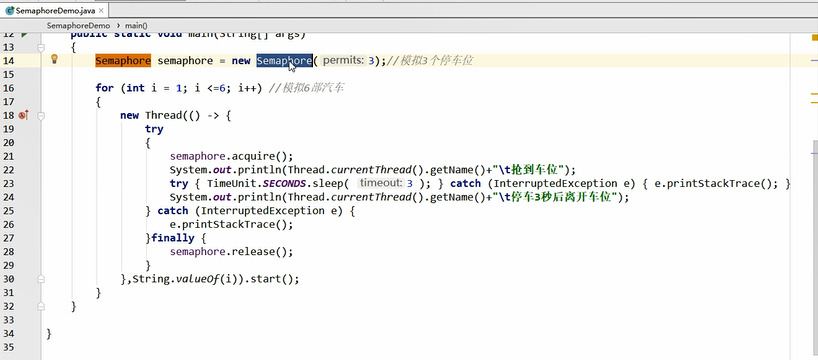 SemaphoreDemo.java ×
SemaphoreDemo › main()
12 public static void main(String[] args)
13 {
14 Semaphore semaphore = new Semaphore( permits: 3);//模拟3个停车位
15
16 for (int i = 1; i <=6; i++) //模拟6部汽车
17 {
18 new Thread(() -> {
19 try
20 {
21 semaphore.acquire();
22 System.out.println(Thread.currentThread().getName()+"\t抢到车位");
23 try { TimeUnit.SECONDS.sleep( timeout: 3 ); } catch (InterruptedException e) { e.printStackTrace(); }
24 System.out.println(Thread.currentThread().getName()+"\t停车3秒后离开车位");
25 } catch (InterruptedException e) {
26 e.printStackTrace();
27 }finally {
28 semaphore.release();
29 }
30 },String.valueOf(i)).start();
31 }
32 }
33
34 }
35